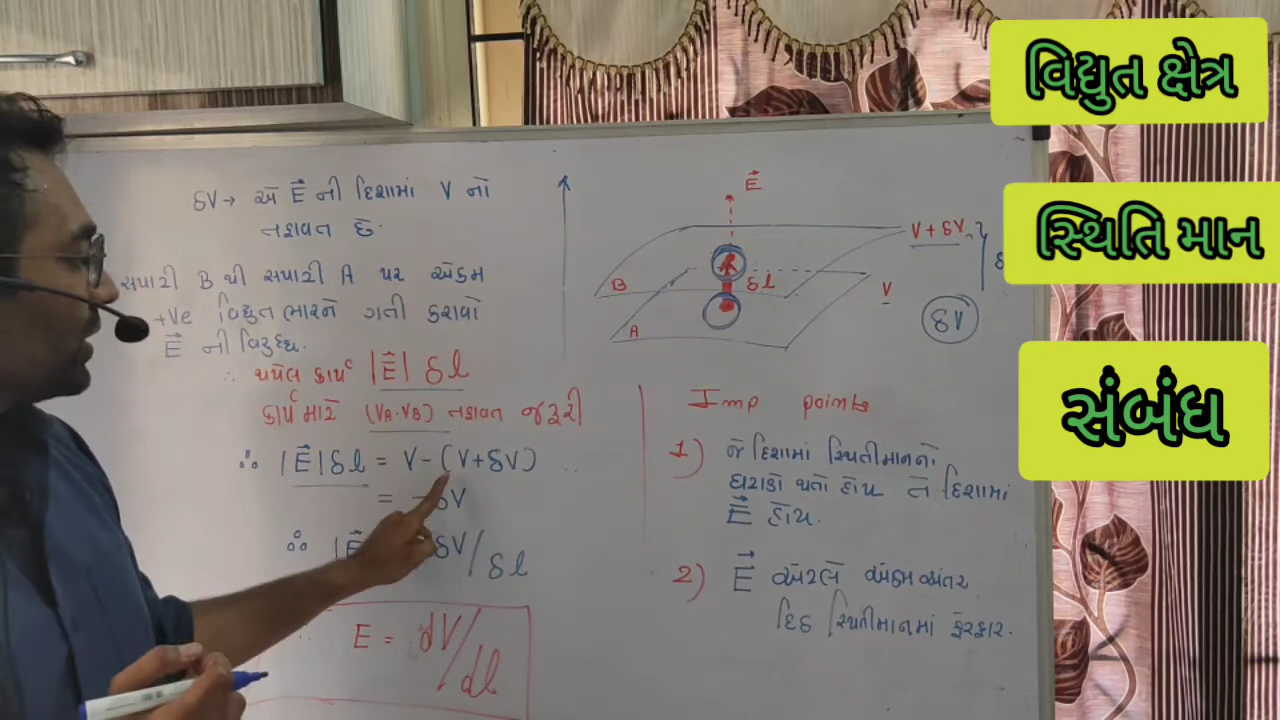 વિદ્યુત ક્ષેત્ર
સ્થિતિ માન
સંબંધ
δV → એ E⃗ ની દિશામાં V નો
તફાવત છે.
સપાટી B થી સપાટી A પર એકમ
+Ve વિદ્યુતભારને ગતી કરાવો
E⃗ ની વિરુધ્ધ.
∴ થયેલ કાર્ય |E⃗| δl
કાર્ય માટે (VA-VB) તફાવત જરૂરી
∴ |E⃗|δl = V-(V+δV)
= -δV
∴ |E δV/δl
E = dV/dl
E⃗
V + δV
B
δl
V
A
δV
Imp points
1) જે દિશામાં સ્થિતીમાનનો
ઘટાડો થતો હોય તે દિશામાં
E⃗ હોય.
2) E⃗ એટલે એકમ અંતર
દિઠ સ્થિતીમાનમાં ફેરફાર.